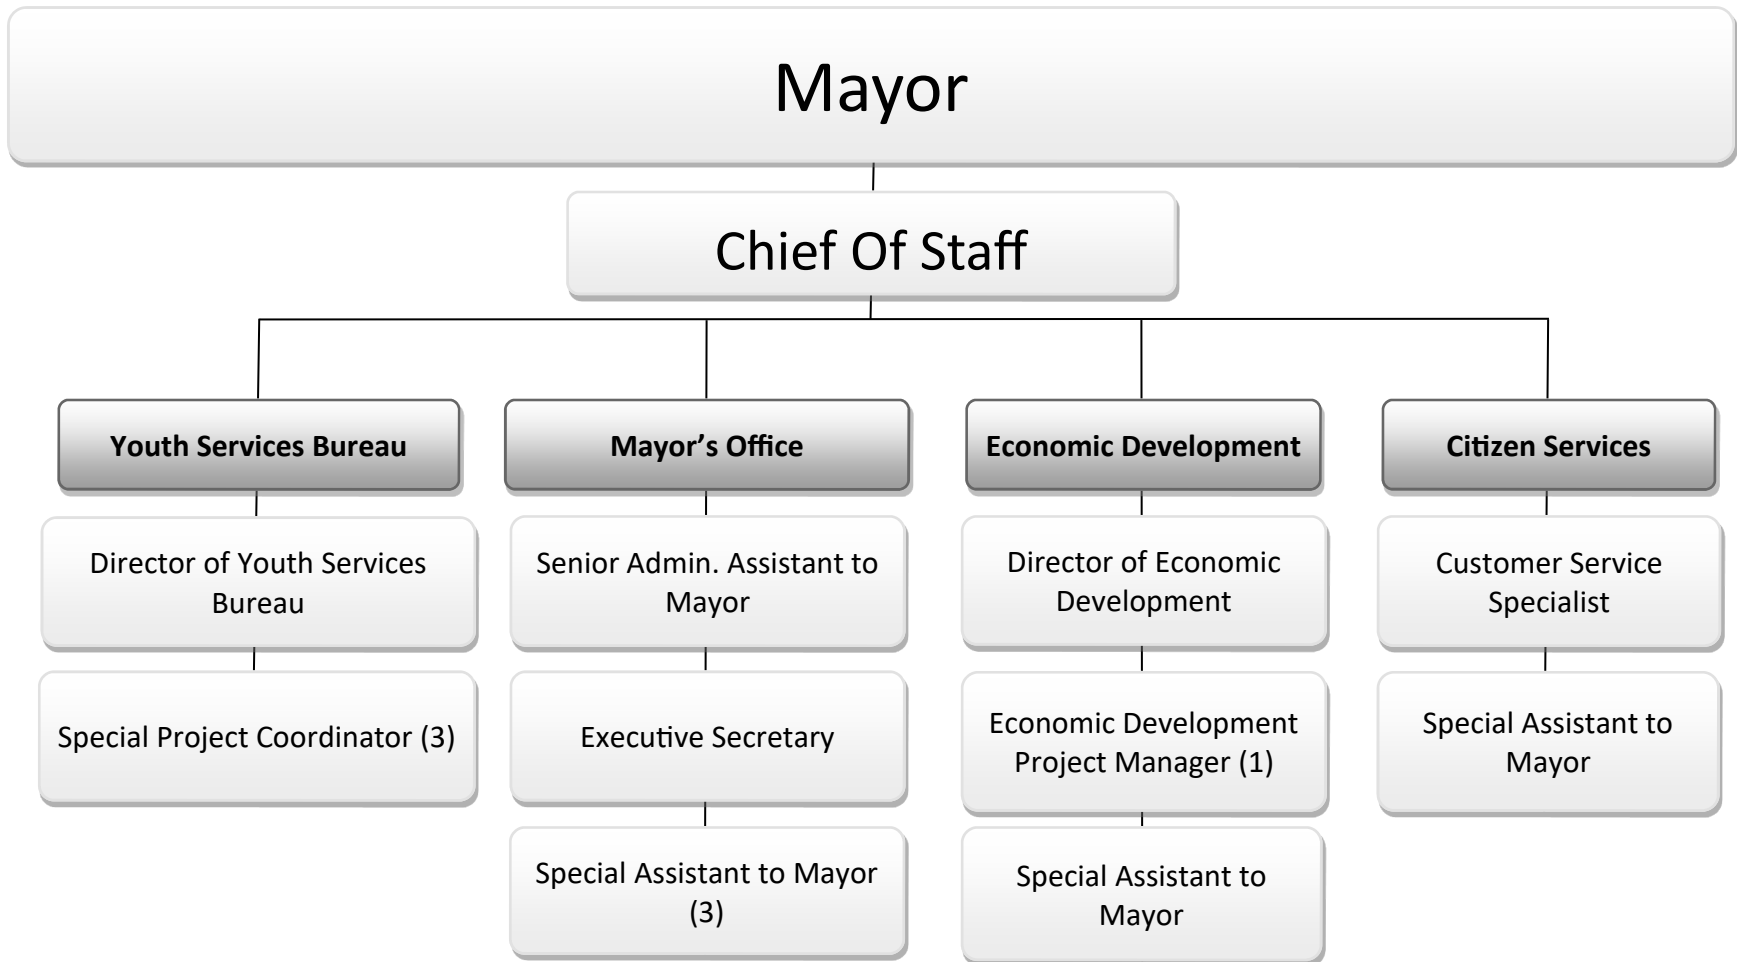 Mayor
Chief Of Staff
Youth Services Bureau
Mayor’s Office
Economic Development
Citizen Services
Director of Youth Services
Bureau
Senior Admin. Assistant to
Mayor
Director of Economic
Development
Customer Service
Specialist
Special Project Coordinator (3)
Executive Secretary
Economic Development
Project Manager (1)
Special Assistant to
Mayor
Special Assistant to Mayor
(3)
Special Assistant to
Mayor